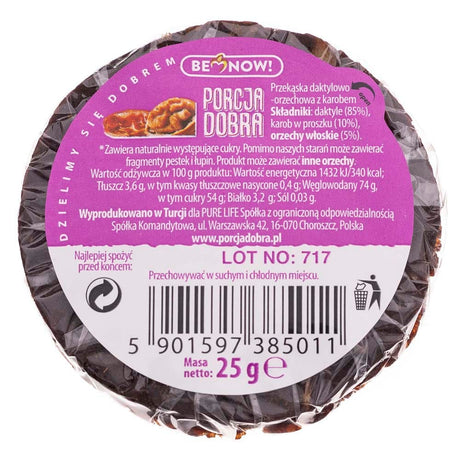 DZIELIMY SIĘ DOBREM
BE NOW!
PORCJA
DOBRA
Przekąska daktylowo
-orzechowa z karobem
Składniki: daktyle (85%),
karob w proszku (10%),
orzechy włoskie (5%).
*Zawiera naturalnie występujące cukry. Pomimo naszych starań może zawierać
fragmenty pestek i łupin. Produkt może zawierać inne orzechy.
Wartość odżywcza w 100 g produktu: Wartość energetyczna 1432 kJ/340 kcal;
Tłuszcz 3,6 g, w tym kwasy tłuszczowe nasycone 0,4 g; Węglowodany 74 g,
w tym cukry 54 g; Białko 3,2 g; Sól 0,03 g.
Wyprodukowano w Turcji dla PURE LIFE Spółka z ograniczoną odpowiedzialnością
Spółka Komandytowa, ul. Warszawska 42, 16-070 Choroszcz, Polska
www.porcjadobra.pl
Najlepiej spożyć
przed końcem:
LOT NO: 717
Przechowywać w suchym i chłodnym miejscu.
5 901597 385011
Masa
netto: 25 g e